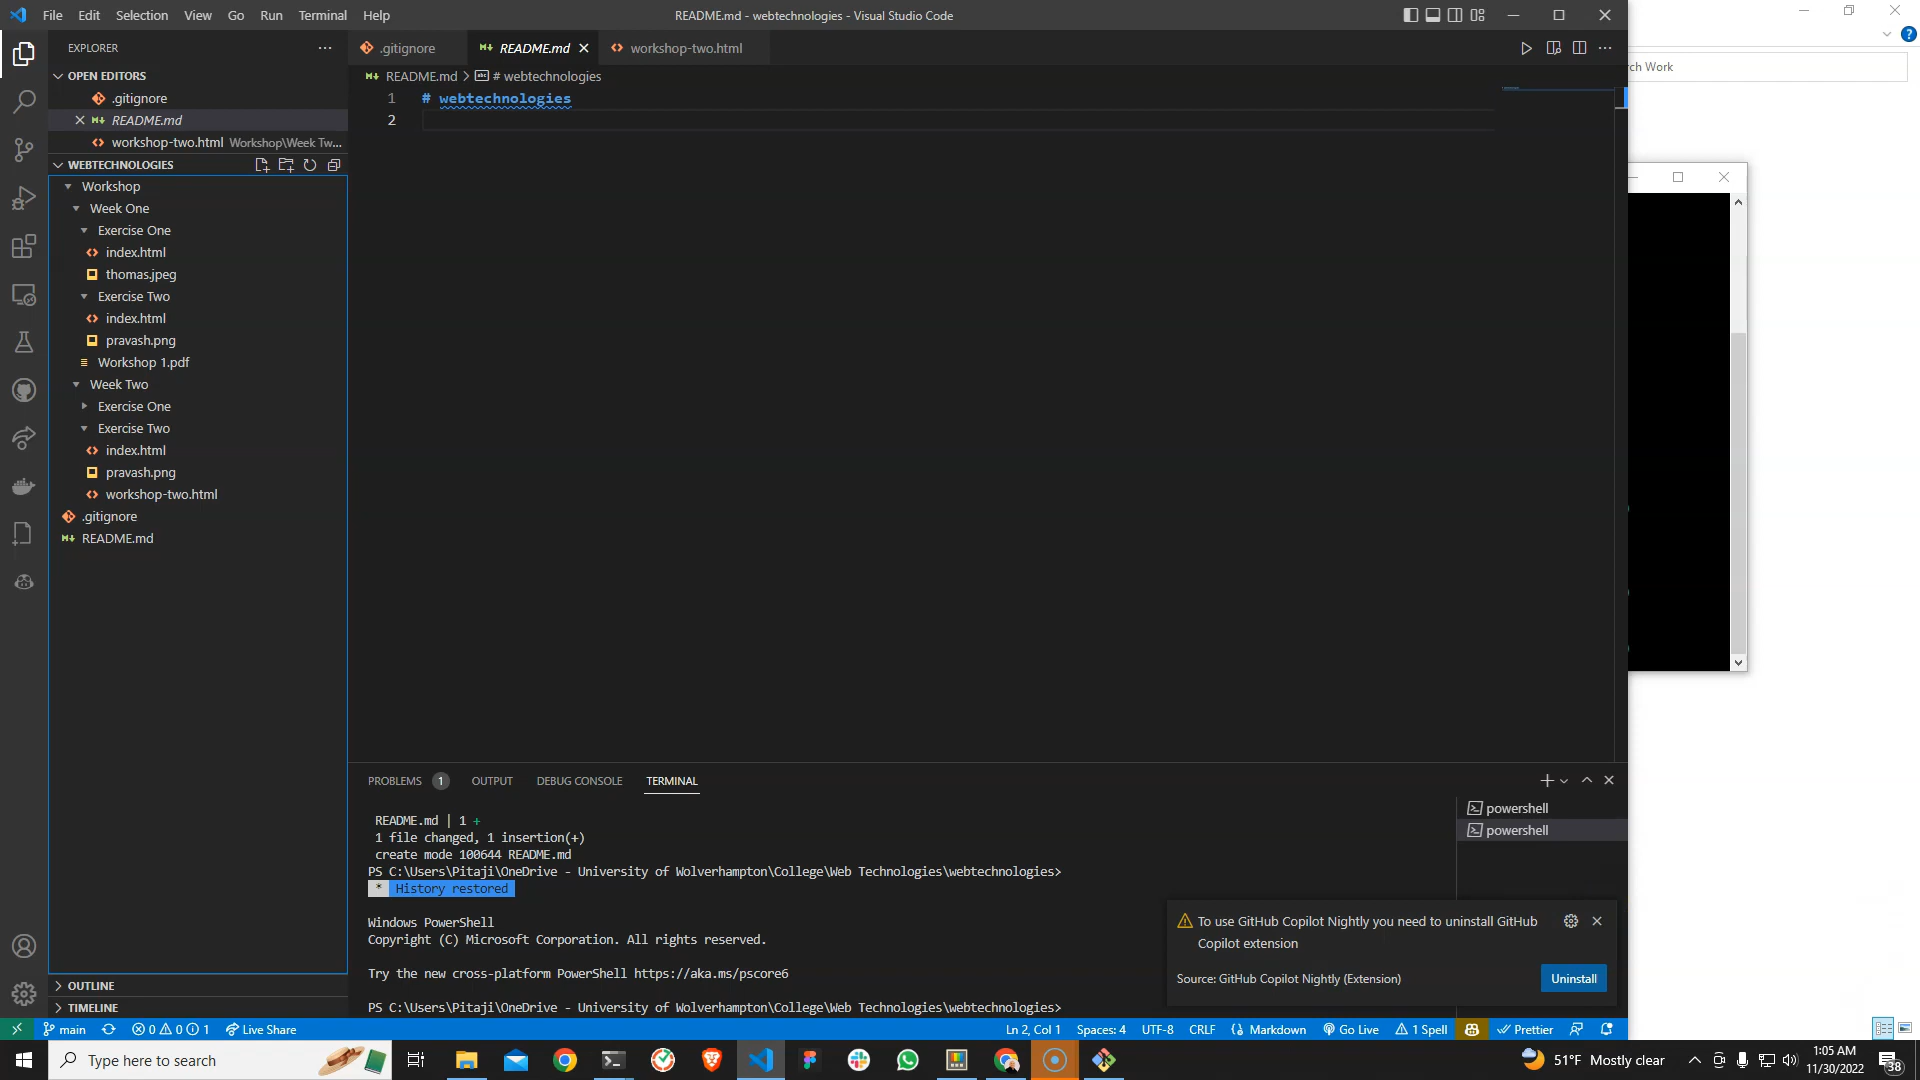 File Edit Selection View Go Run Terminal Help
README.md - webtechnologies - Visual Studio Code
EXPLORER
.gitignore
README.md
workshop-two.html
OPEN EDITORS
.gitignore
README.md
workshop-two.html Workshop\Week Tw...
WEBTECHNOLOGIES
Workshop
Week One
Exercise One
index.html
thomas.jpeg
Exercise Two
index.html
pravash.png
Workshop 1.pdf
Week Two
Exercise One
Exercise Two
index.html
pravash.png
workshop-two.html
.gitignore
README.md
OUTLINE
TIMELINE
README.md > # webtechnologies
1 # webtechnologies
2
PROBLEMS 1 OUTPUT DEBUG CONSOLE TERMINAL
README.md | 1 +
1 file changed, 1 insertion(+)
create mode 100644 README.md
PS C:\Users\Pitaji\OneDrive - University of Wolverhampton\College\Web Technologies\webtechnologies>
* History restored
Windows PowerShell
Copyright (C) Microsoft Corporation. All rights reserved.
Try the new cross-platform PowerShell https://aka.ms/pscore6
PS C:\Users\Pitaji\OneDrive - University of Wolverhampton\College\Web Technologies\webtechnologies>
powershell
powershell
To use GitHub Copilot Nightly you need to uninstall GitHub
Copilot extension
Source: GitHub Copilot Nightly (Extension)
Uninstall
main 0 0 1 Live Share
Ln 2, Col 1 Spaces: 4 UTF-8 CRLF Markdown Go Live 1 Spell Prettier
rch Work
Type here to search
51°F Mostly clear
1:05 AM
11/30/2022
38